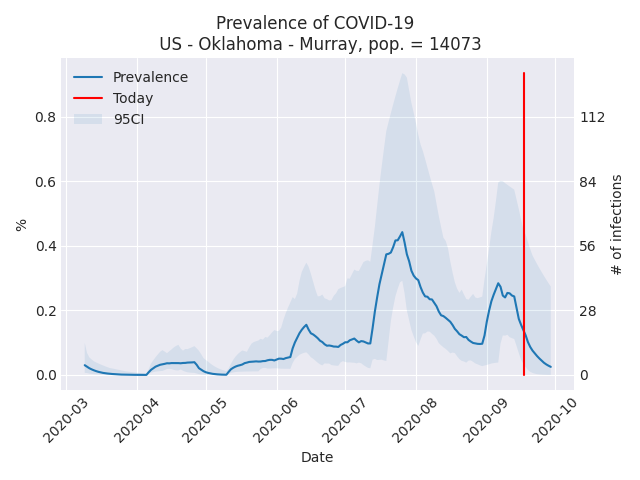 Prevalence of COVID-19
US - Oklahoma - Murray, pop. = 14073
Prevalence
Today
95CI
0.8
0.6
0.4
0.2
0.0
%
112
84
56
28
0
# of infections
2020-03
2020-04
2020-05
2020-06
2020-07
2020-08
2020-09
2020-10
Date